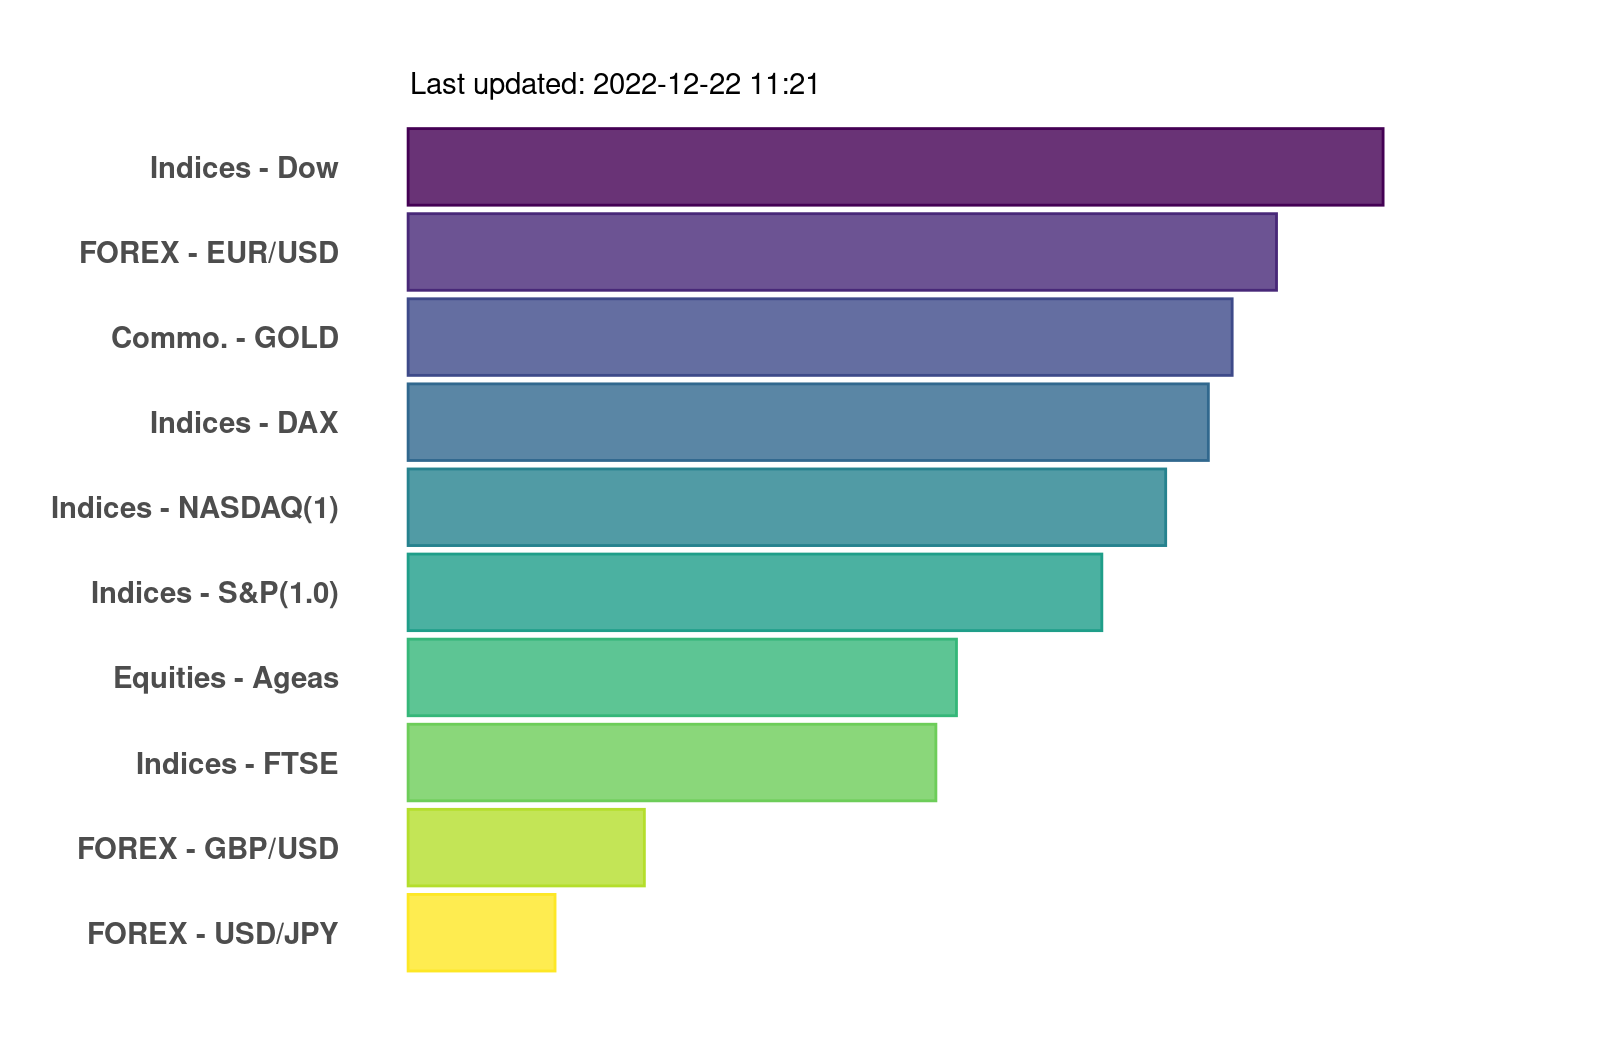 Last updated: 2022-12-22 11:21
Indices - Dow
FOREX - EUR/USD
Commo. - GOLD
Indices - DAX
Indices - NASDAQ(1)
Indices - S&P(1.0)
Equities - Ageas
Indices - FTSE
FOREX - GBP/USD
FOREX - USD/JPY